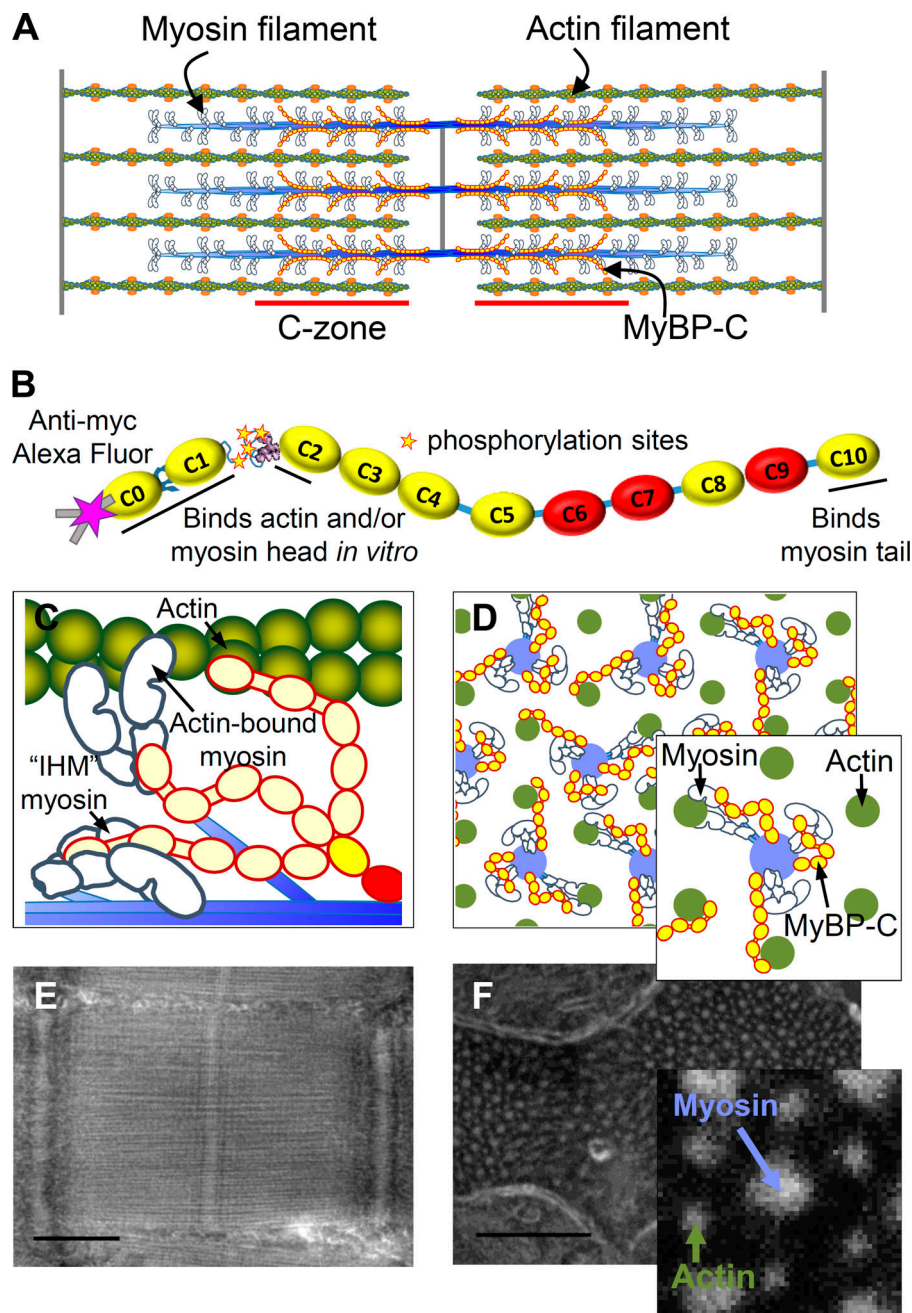 A
Myosin filament
Actin filament
C-zone
MyBP-C
B
Anti-myc
Alexa Fluor
C0
C1
C2
C3
C4
C5
C6
C7
C8
C9
C10
phosphorylation sites
Binds actin and/or
myosin head in vitro
Binds
myosin tail
C
Actin
Actin-bound
myosin
“IHM”
myosin
D
Myosin
Actin
MyBP-C
E
F
Myosin
Actin